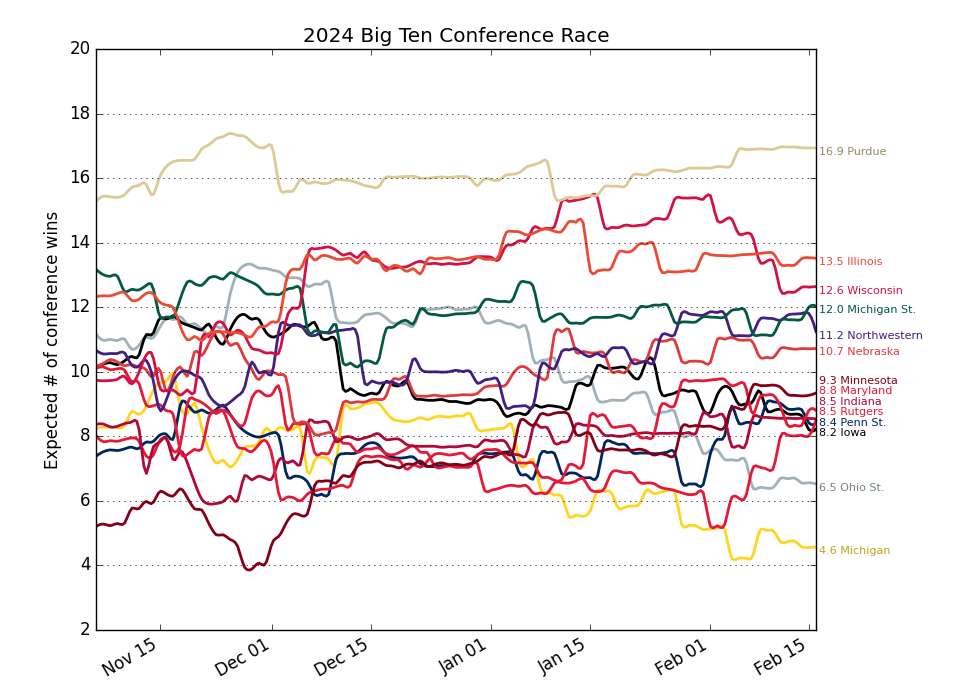 2024 Big Ten Conference Race
Expected # of conference wins
20
18
16
14
12
10
8
6
4
2
Nov 15
Dec 01
Dec 15
Jan 01
Jan 15
Feb 01
Feb 15
16.9 Purdue
13.5 Illinois
12.6 Wisconsin
12.0 Michigan St.
11.2 Northwestern
10.7 Nebraska
9.3 Minnesota
8.8 Maryland
8.5 Indiana
8.5 Rutgers
8.4 Penn St.
8.2 Iowa
6.5 Ohio St.
4.6 Michigan